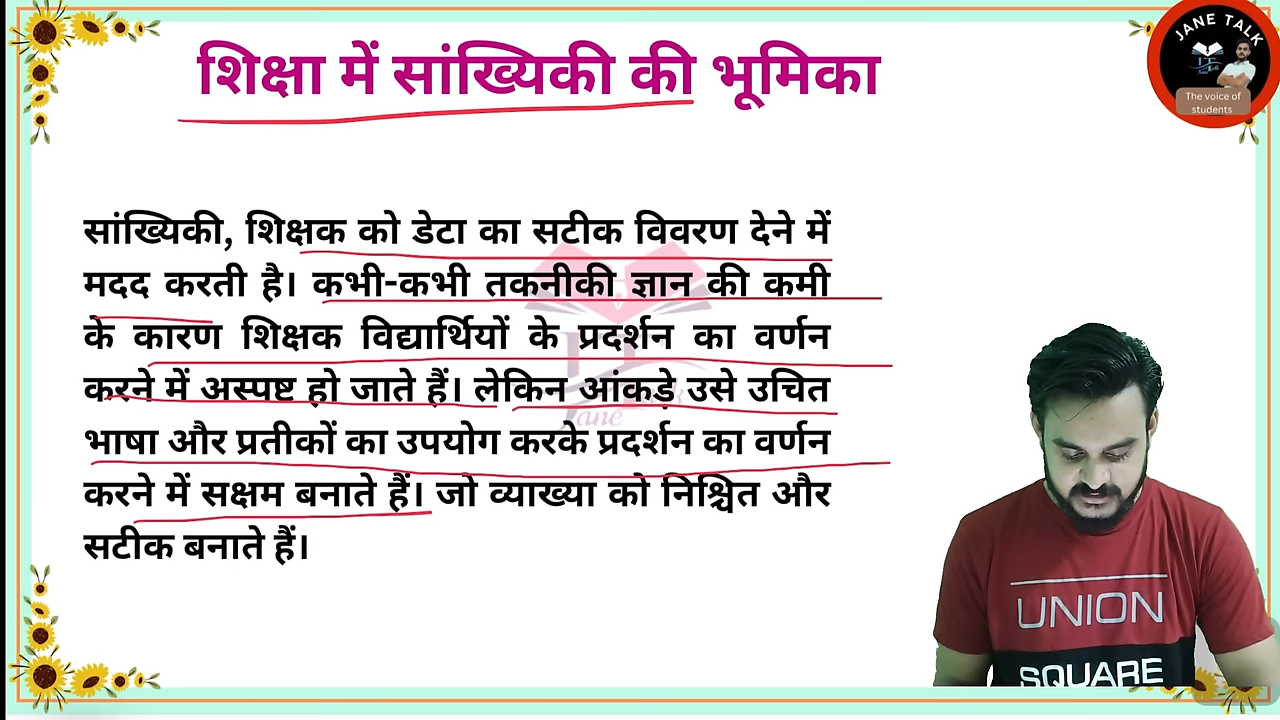 शिक्षा में सांख्यिकी की भूमिका
JANE TALK
The voice of
students
सांख्यिकी, शिक्षक को डेटा का सटीक विवरण देने में
मदद करती है। कभी-कभी तकनीकी ज्ञान की कमी
के कारण शिक्षक विद्यार्थियों के प्रदर्शन का वर्णन
करने में अस्पष्ट हो जाते हैं। लेकिन आंकड़े उसे उचित
भाषा और प्रतीकों का उपयोग करके प्रदर्शन का वर्णन
करने में सक्षम बनाते हैं। जो व्याख्या को निश्चित और
सटीक बनाते हैं।
Jane
UNION
SQUARE